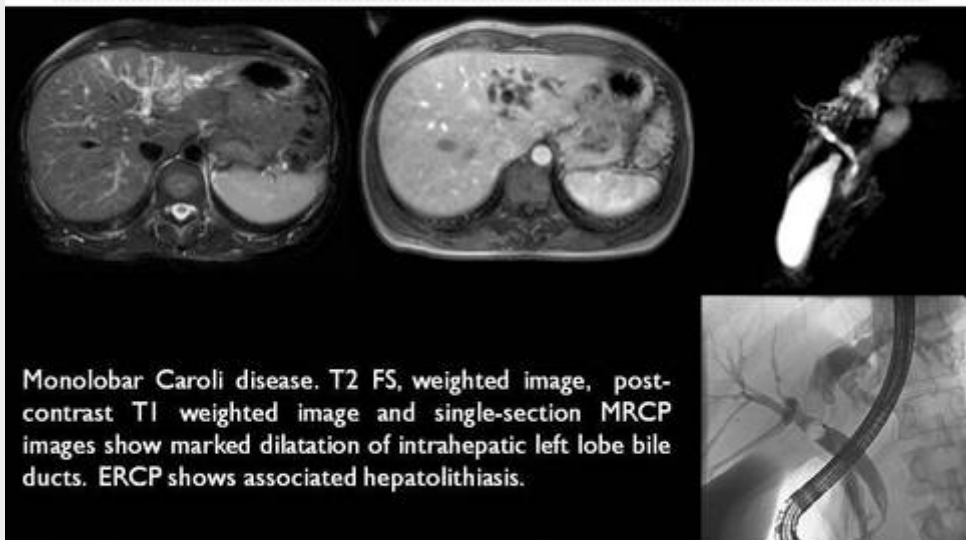 Monolobar Caroli disease. T2 FS, weighted image, post-
contrast T1 weighted image and single-section MRCP
images show marked dilatation of intrahepatic left lobe bile
ducts. ERCP shows associated hepatolithiasis.